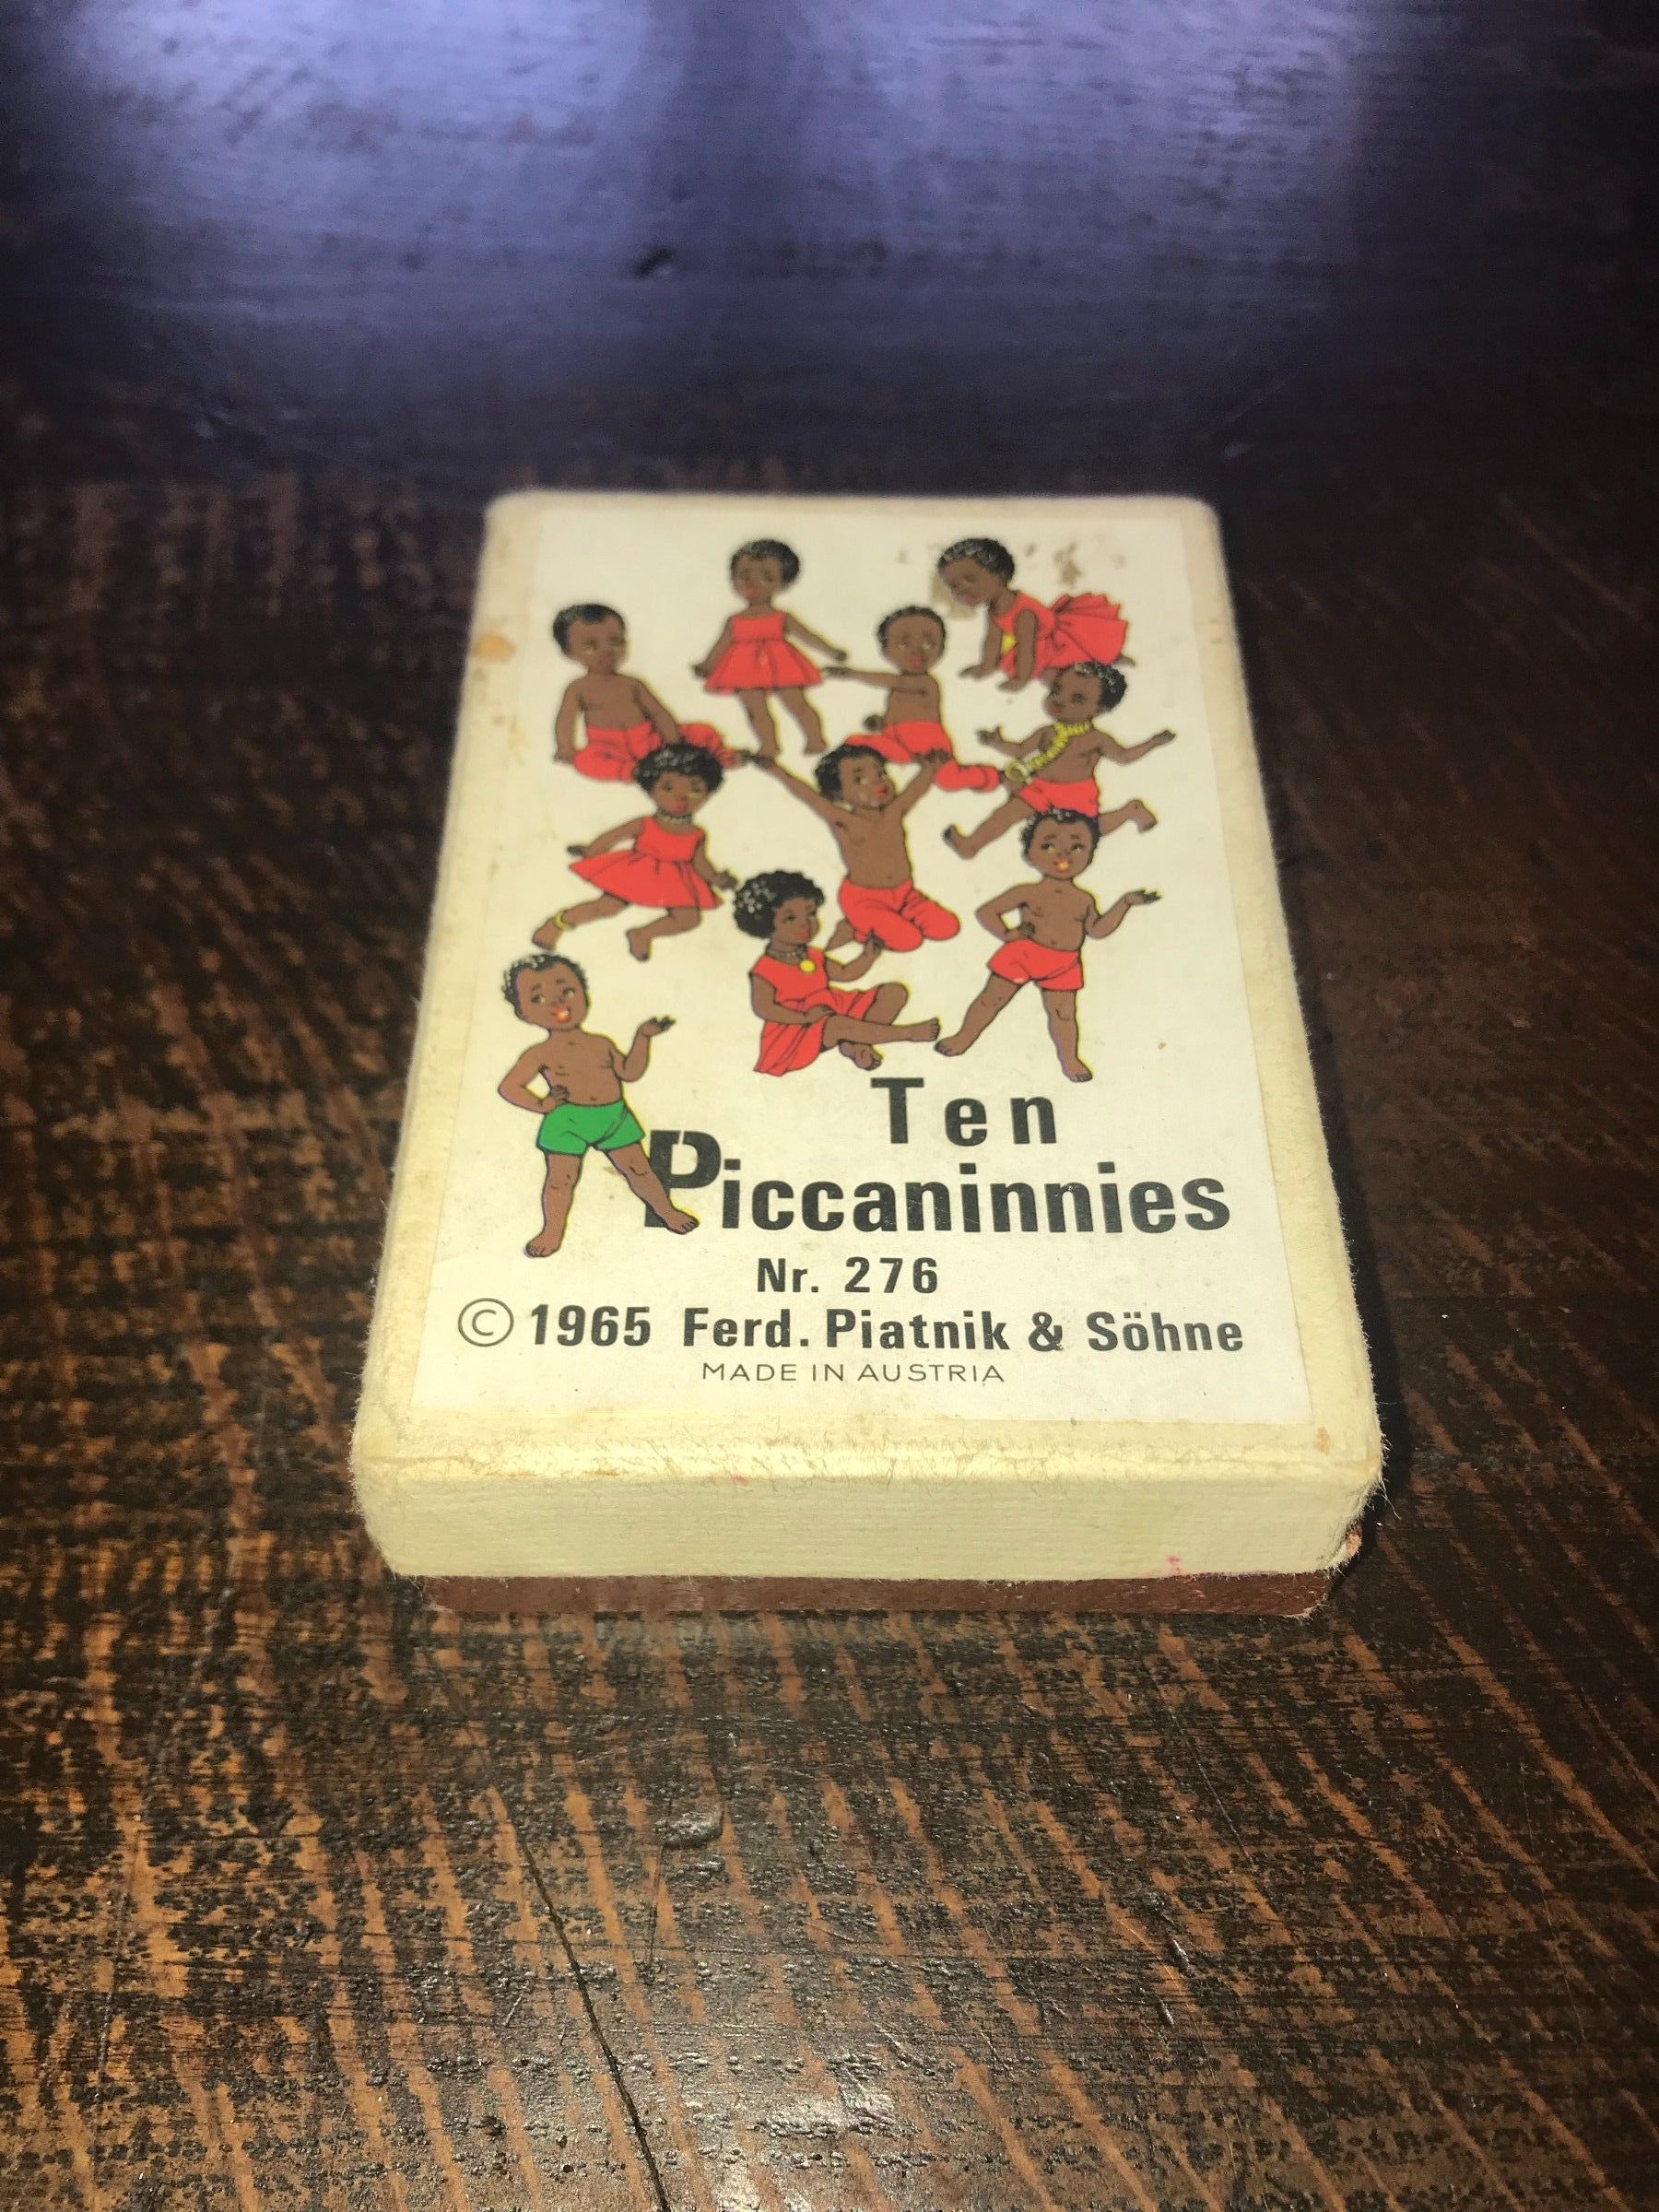 Ten
Piccaninnies
Nr. 276
© 1965 Ferd. Piatnik & Söhne
MADE IN AUSTRIA